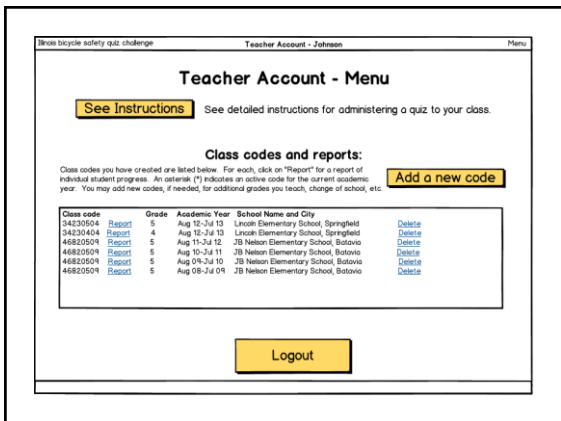 Illinois bicycle safety quiz challenge Teacher Account - Johnson Menu
Teacher Account - Menu
See Instructions See detailed instructions for administering a quiz to your class.
Class codes and reports:
Class codes you have created are listed below. For each, click on "Report" for a report of
individual student progress. An asterisk (*) indicates an active code for the current academic
year. You may add new codes, if needed, for additional grades you teach, change of school, etc.
Add a new code
Class code Grade Academic Year School Name and City
34230504 Report 5 Aug 12-Jul 13 Lincoln Elementary School, Springfield Delete
34230404 Report 4 Aug 12-Jul 13 Lincoln Elementary School, Springfield Delete
46820509 Report 5 Aug 11-Jul 12 JB Nelson Elementary School, Batavia Delete
46820509 Report 5 Aug 10-Jul 11 JB Nelson Elementary School, Batavia Delete
46820509 Report 5 Aug 09-Jul 10 JB Nelson Elementary School, Batavia Delete
46820509 Report 5 Aug 08-Jul 09 JB Nelson Elementary School, Batavia Delete
Logout